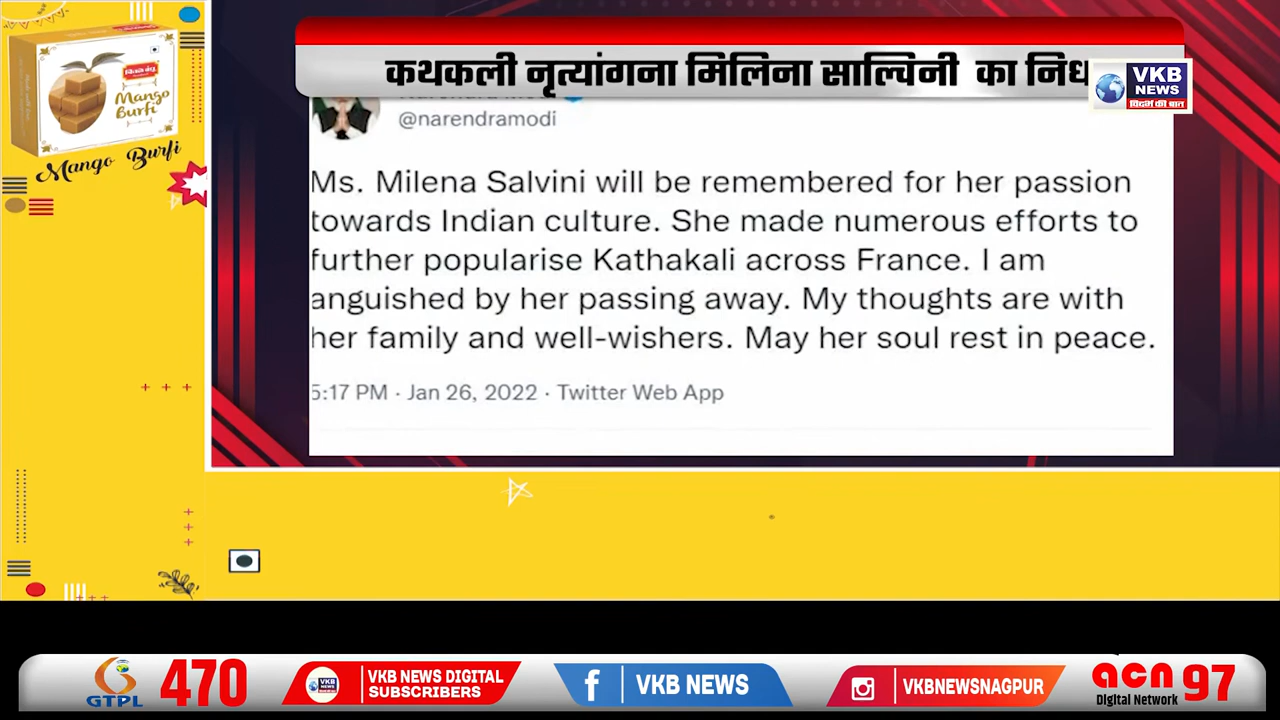 कथकली नृत्यांगना मिलिना साल्विनी का
VKB
NEWS
विदर्भ की बात
@narendramodi
Ms. Milena Salvini will be remembered for her passion
towards Indian culture. She made numerous efforts to
further popularise Kathakali across France. I am
anguished by her passing away. My thoughts are with
her family and well-wishers. May her soul rest in peace.
5:17 PM · Jan 26, 2022 · Twitter Web App
Mango
Burfi
Mango Burfi
GTPL
470
VKB NEWS DIGITAL
SUBSCRIBERS
VKB NEWS
VKBNEWSNAGPUR
acn
Digital Network
97